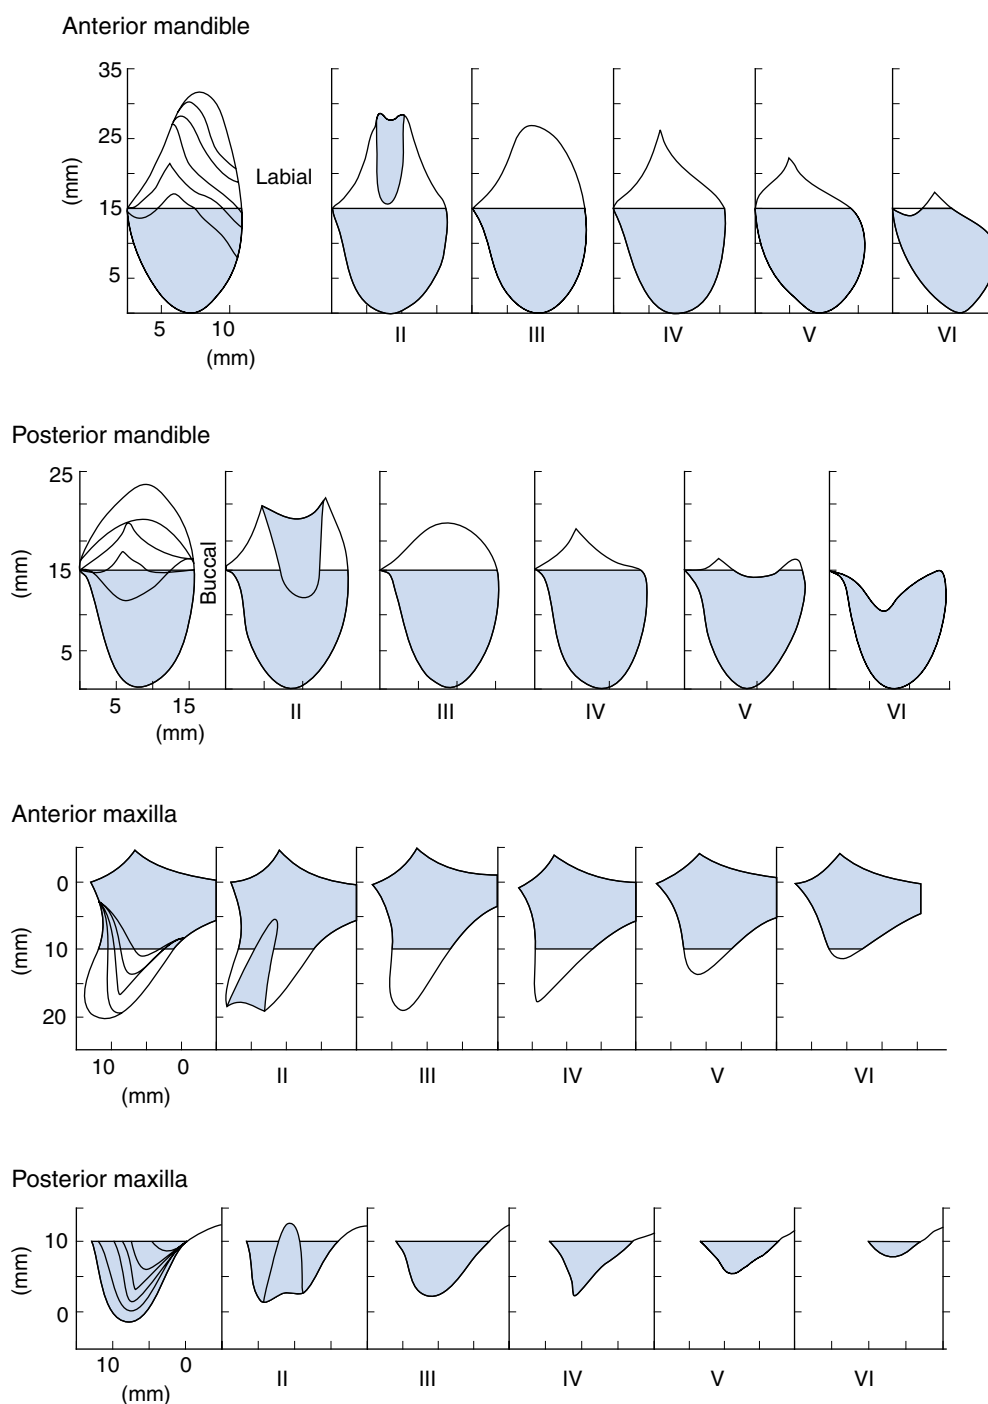 Anterior mandible
35
25
15
5
(mm)
Labial
5 10
(mm)
II III IV V VI
Posterior mandible
25
15
5
(mm)
Buccal
5 15
(mm)
II III IV V VI
Anterior maxilla
0
10
20
(mm)
10 0
(mm)
II III IV V VI
Posterior maxilla
10
0
(mm)
10 0
(mm)
II III IV V VI